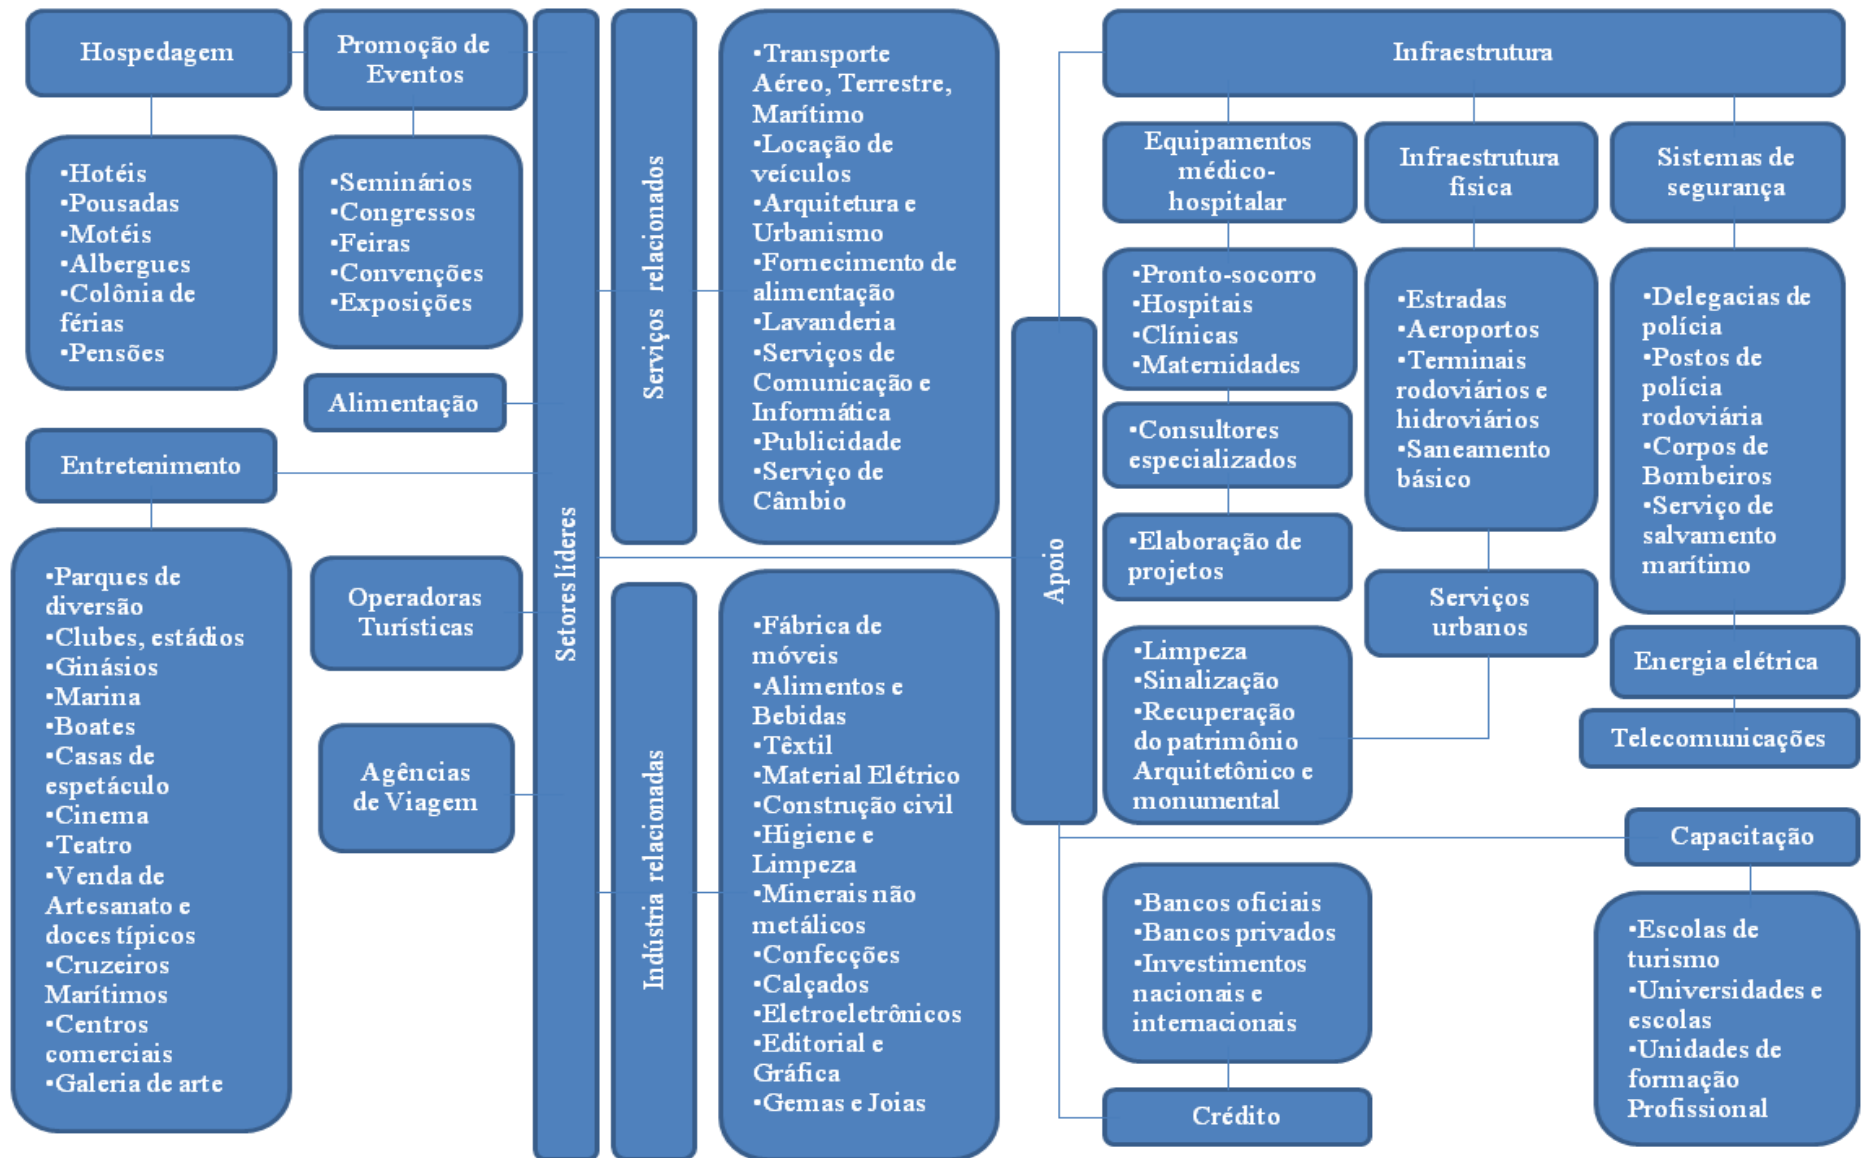 Hospedagem
•Hotéis
•Pousadas
•Motéis
•Albergues
•Colônia de
férias
•Pensões
Promoção de
Eventos
•Seminários
•Congressos
•Feiras
•Convenções
•Exposições
Alimentação
Entretenimento
•Parques de
diversão
•Clubes, estádios
•Ginásios
•Marina
•Boates
•Casas de
espetáculo
•Cinema
•Teatro
•Venda de
Artesanato e
doces típicos
•Cruzeiros
Marítimos
•Centros
comerciais
•Galeria de arte
Operadoras
Turísticas
Agências
de Viagem
Setores líderes
Serviços relacionados
•Transporte
Aéreo, Terrestre,
Marítimo
•Locação de
veículos
•Arquitetura e
Urbanismo
•Fornecimento de
alimentação
•Lavanderia
•Serviços de
Comunicação e
Informática
•Publicidade
•Serviço de
Câmbio
Indústria relacionadas
•Fábrica de
móveis
•Alimentos e
Bebidas
•Têxtil
•Material Elétrico
•Construção civil
•Higiene e
Limpeza
•Minerais não
metálicos
•Confecções
•Calçados
•Eletroeletrônicos
•Editorial e
Gráfica
•Gemas e Joias
Apoio
Infraestrutura
Equipamentos
médico-
hospitalar
•Pronto-socorro
•Hospitais
•Clínicas
•Maternidades
•Consultores
especializados
•Elaboração de
projetos
•Limpeza
•Sinalização
•Recuperação
do patrimônio
Arquitetônico e
monumental
Infraestrutura
física
•Estradas
•Aeroportos
•Terminais
rodoviários e
hidroviários
•Saneamento
básico
Serviços
urbanos
Sistemas de
segurança
•Delegacias de
polícia
•Postos de
polícia
rodoviária
•Corpos de
Bombeiros
•Serviço de
salvamento
marítimo
Energia elétrica
Telecomunicações
Capacitação
•Escolas de
turismo
•Universidades e
escolas
•Unidades de
formação
Profissional
•Bancos oficiais
•Bancos privados
•Investimentos
nacionais e
internacionais
Crédito